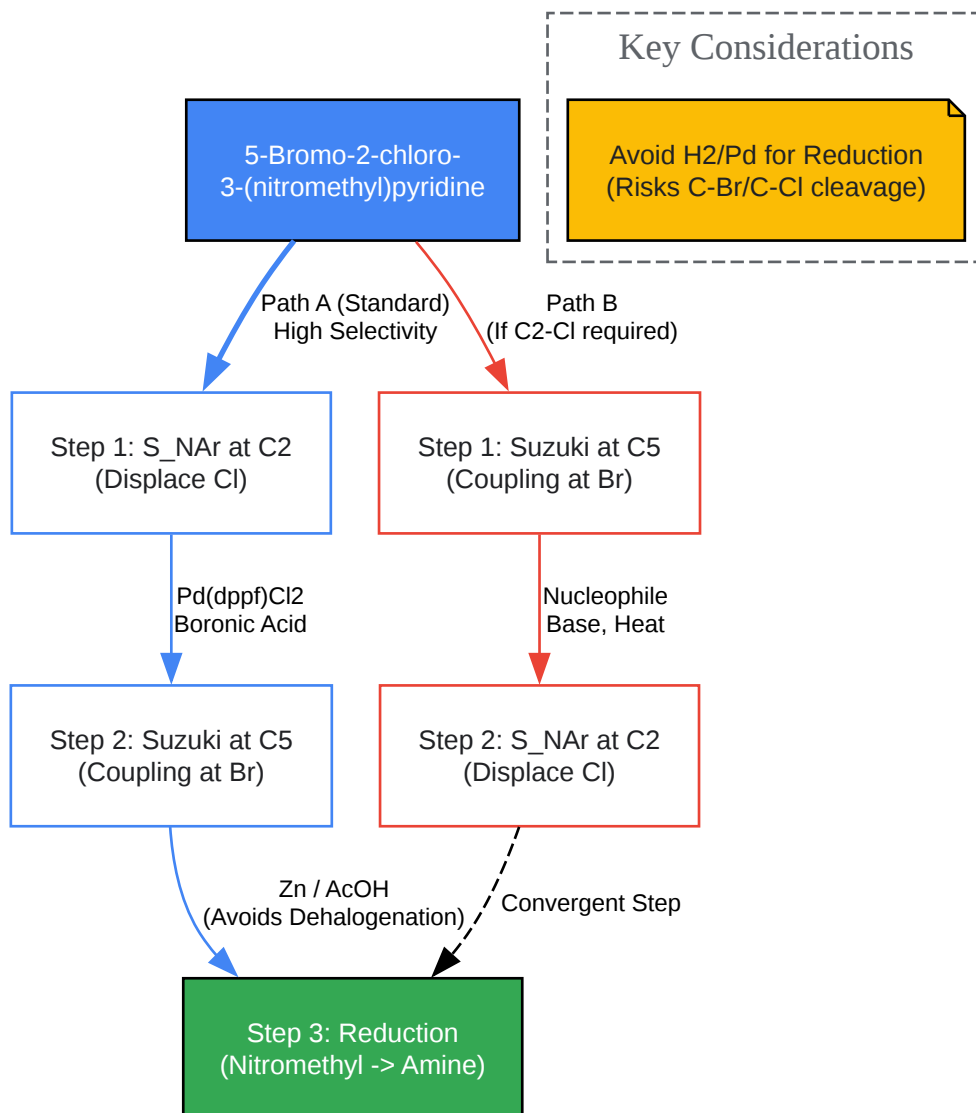 Key Considerations
5-Bromo-2-chloro-
3-(nitromethyl)pyridine
Avoid H2/Pd for Reduction
(Risks C-Br/C-Cl cleavage)
Path A (Standard)
High Selectivity
Path B
(If C2-Cl required)
Step 1: S_NAr at C2
(Displace Cl)
Step 1: Suzuki at C5
(Coupling at Br)
Pd(dppf)Cl2
Boronic Acid
Nucleophile
Base, Heat
Step 2: Suzuki at C5
(Coupling at Br)
Step 2: S_NAr at C2
(Displace Cl)
Zn / AcOH
(Avoids Dehalogenation)
Convergent Step
Step 3: Reduction
(Nitromethyl -> Amine)